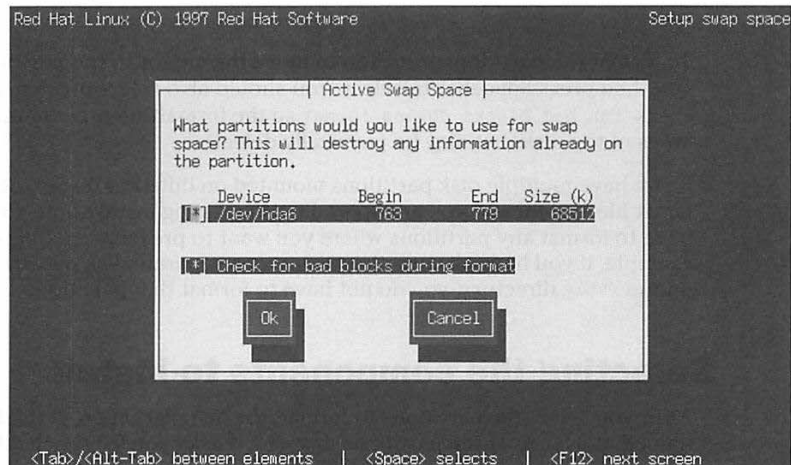 Red Hat Linux (C) 1997 Red Hat Software Setup swap space
Active Swap Space
What partitions would you like to use for swap
space? This will destroy any information already on
the partition.
Device Begin End Size (k)
[*] /dev/hda6 763 779 68512
[*] Check for bad blocks during format
Ok Cancel
<Tab>/<Alt-Tab> between elements | <Space> selects | <F12> next screen